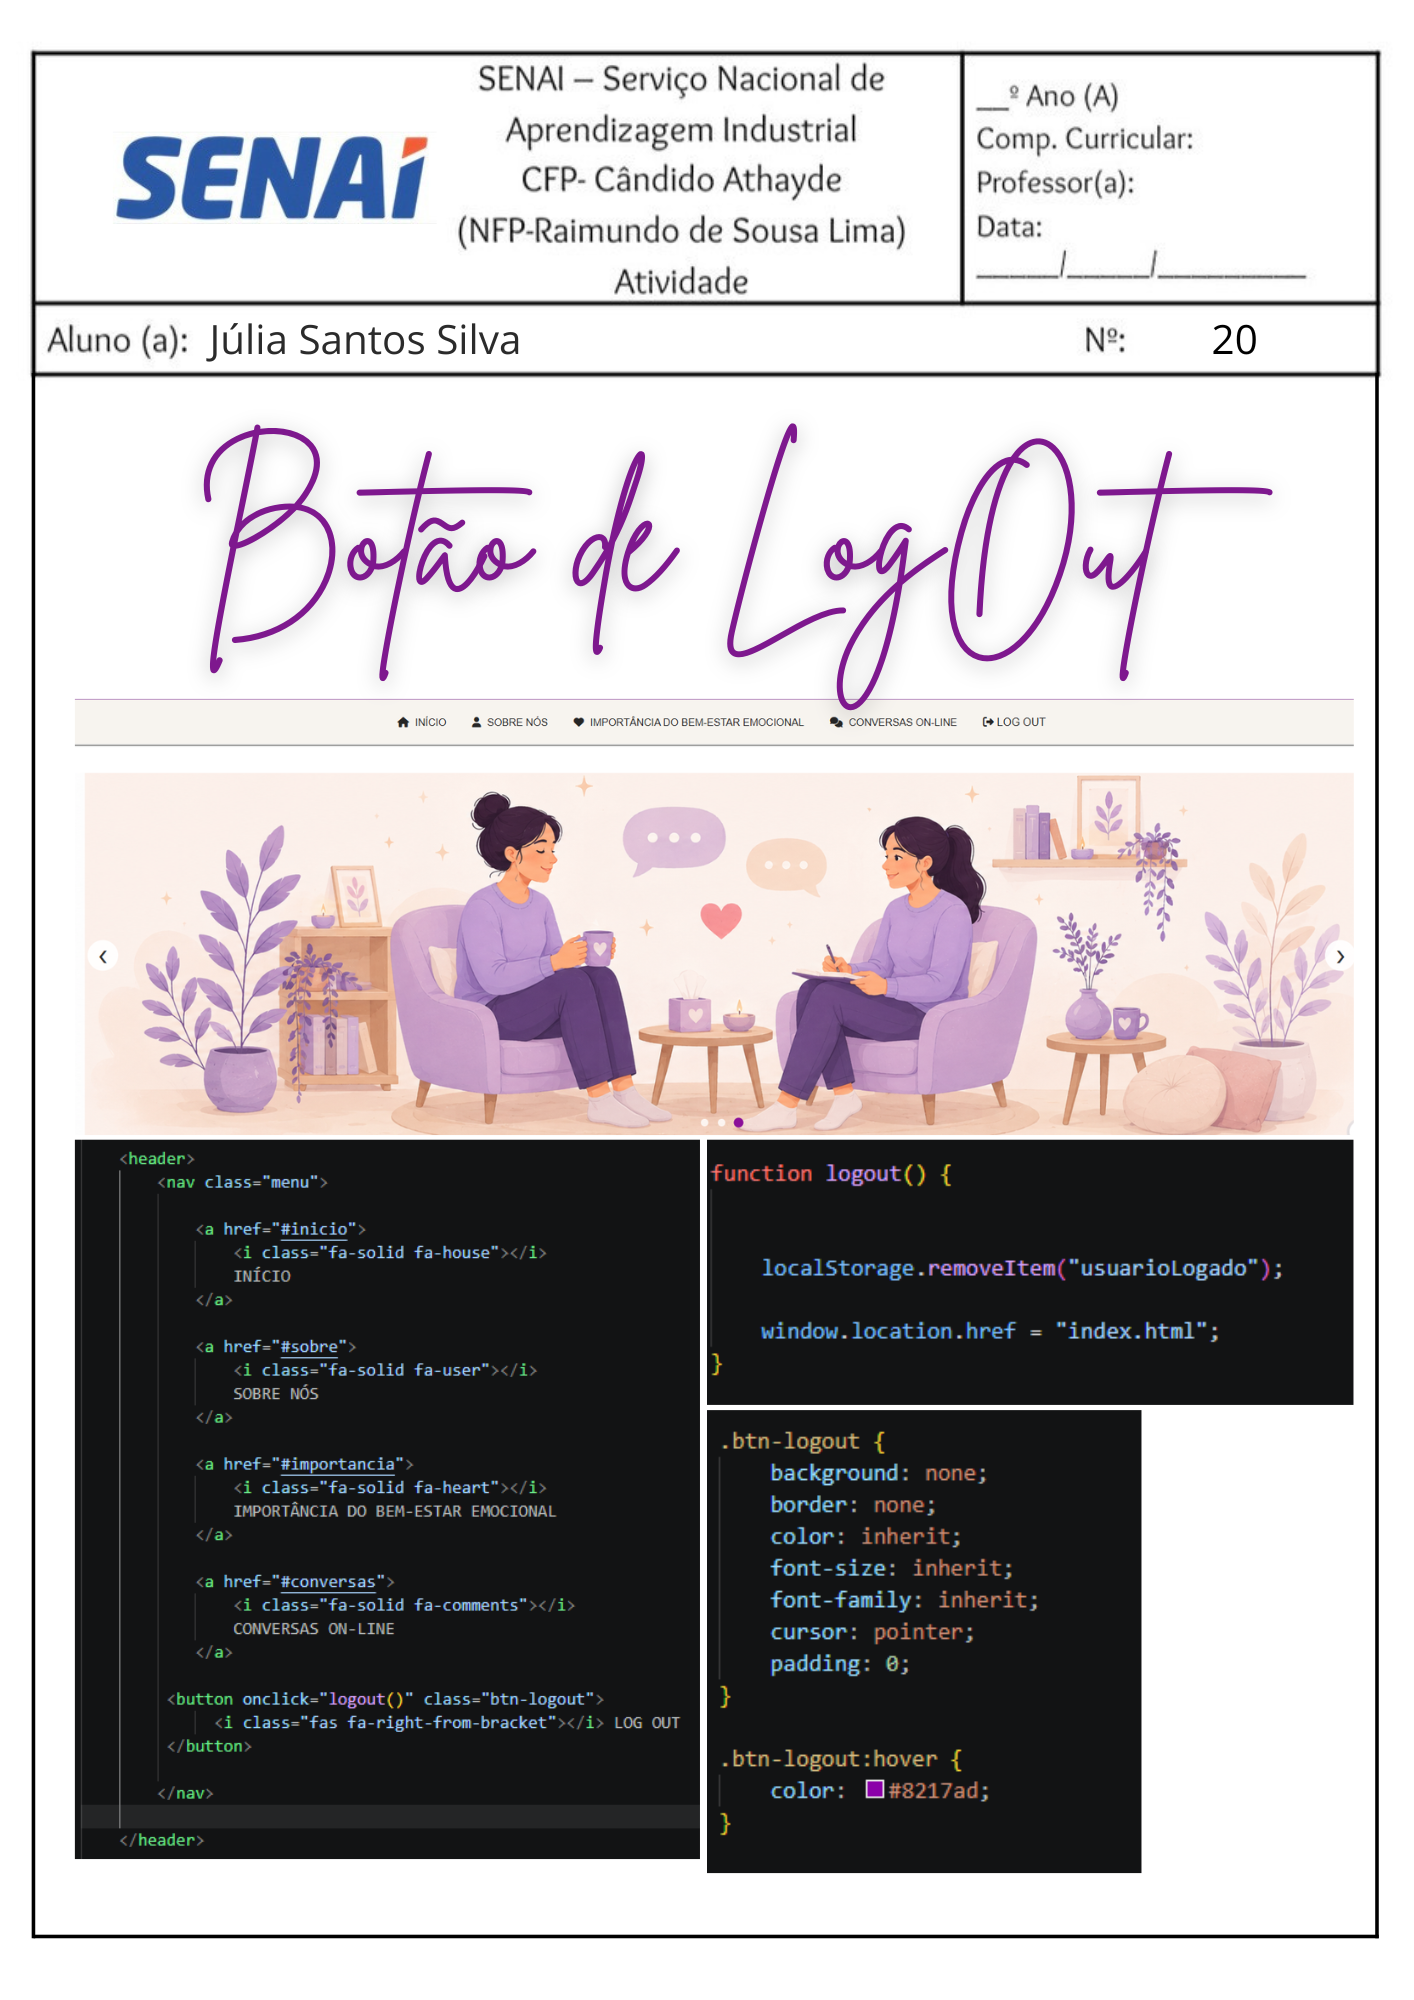 SENAI
SENAI – Serviço Nacional de
Aprendizagem Industrial
CFP- Cândido Athayde
(NFP-Raimundo de Sousa Lima)
Atividade
__º Ano (A)
Comp. Curricular:
Professor(a):
Data:
_____/_____/_________
Aluno (a): Júlia Santos Silva Nº: 20
Botão de LogOut
INÍCIO SOBRE NÓS IMPORTÂNCIA DO BEM-ESTAR EMOCIONAL CONVERSAS ON-LINE LOG OUT
<header>
<nav class="menu">
<a href="#inicio">
<i class="fa-solid fa-house"></i>
INÍCIO
</a>
<a href="#sobre">
<i class="fa-solid fa-user"></i>
SOBRE NÓS
</a>
<a href="#importancia">
<i class="fa-solid fa-heart"></i>
IMPORTÂNCIA DO BEM-ESTAR EMOCIONAL
</a>
<a href="#conversas">
<i class="fa-solid fa-comments"></i>
CONVERSAS ON-LINE
</a>
<button onclick="logout()" class="btn-logout">
<i class="fas fa-right-from-bracket"></i> LOG OUT
</button>
</nav>
</header>
function logout() {
localStorage.removeItem("usuarioLogado");
window.location.href = "index.html";
}
.btn-logout {
background: none;
border: none;
color: inherit;
font-size: inherit;
font-family: inherit;
cursor: pointer;
padding: 0;
}
.btn-logout:hover {
color: #8217ad;
}